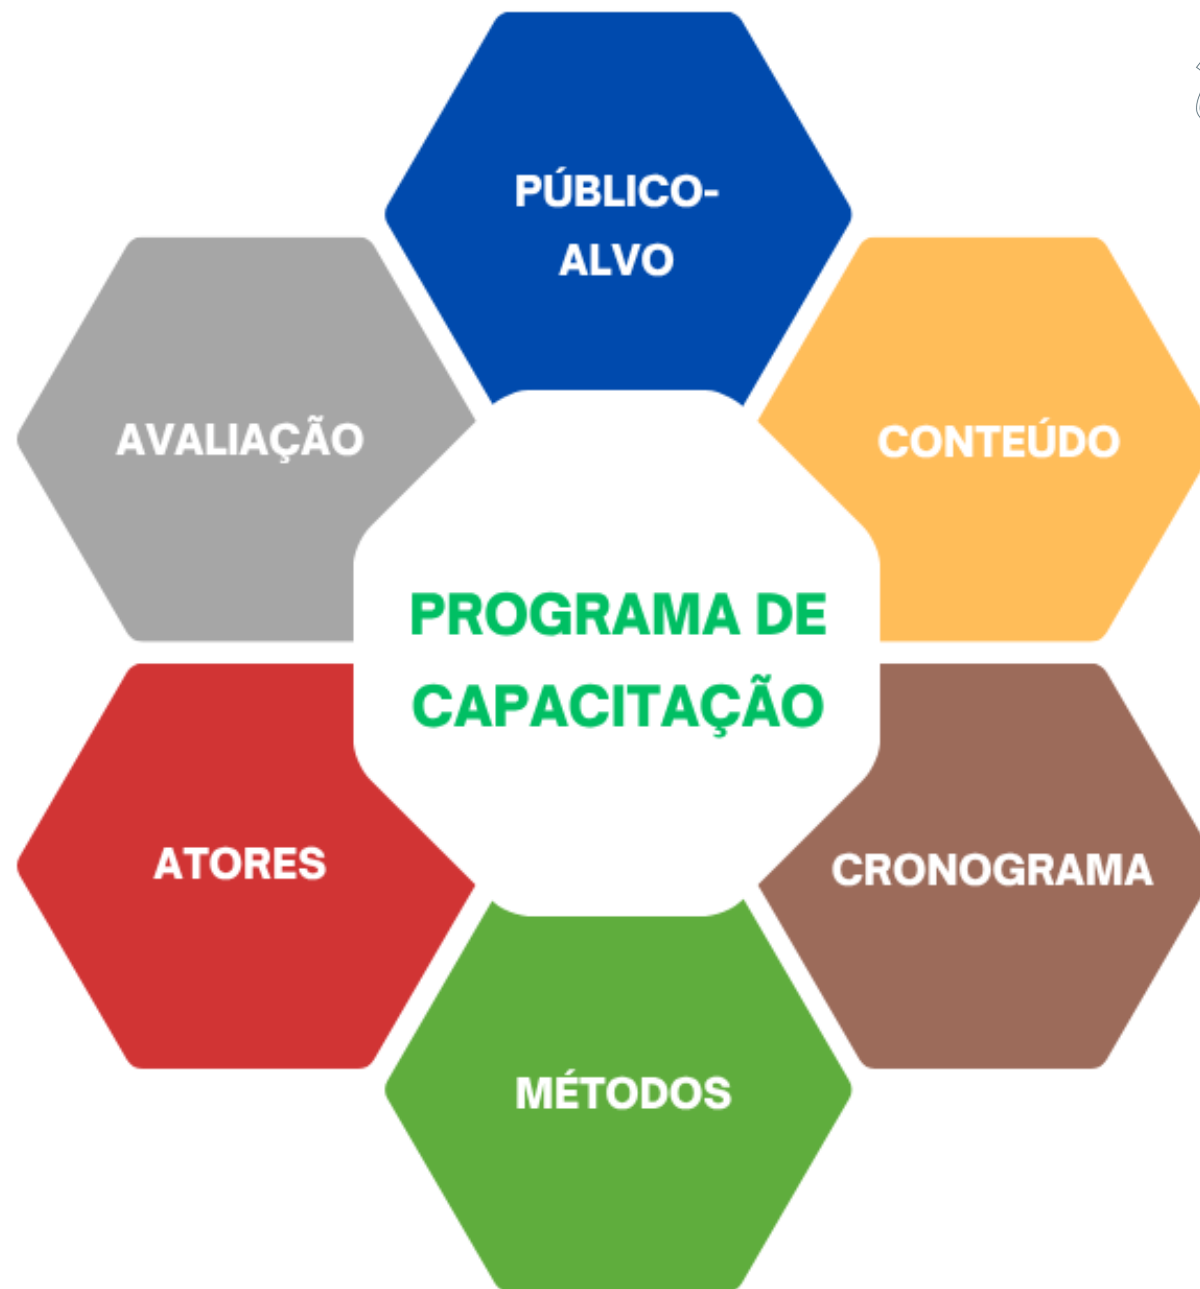 PÚBLICO-
ALVO
AVALIAÇÃO
CONTEÚDO
PROGRAMA DE
CAPACITAÇÃO
ATORES
CRONOGRAMA
MÉTODOS